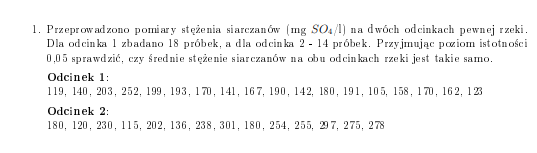 1. Przeprowadzono pomiary stężenia siarczanów (mg SO₄/l) na dwóch odcinkach pewnej rzeki.
Dla odcinka 1 zbadano 18 próbek, a dla odcinka 2 - 14 próbek. Przyjmując poziom istotności
0,05 sprawdzić, czy średnie stężenie siarczanów na obu odcinkach rzeki jest takie samo.
Odcinek 1:
119, 140, 203, 252, 199, 193, 170, 141, 167, 190, 142, 180, 191, 105, 158, 170, 162, 123
Odcinek 2:
180, 120, 230, 115, 202, 136, 238, 301, 180, 254, 255, 297, 275, 278